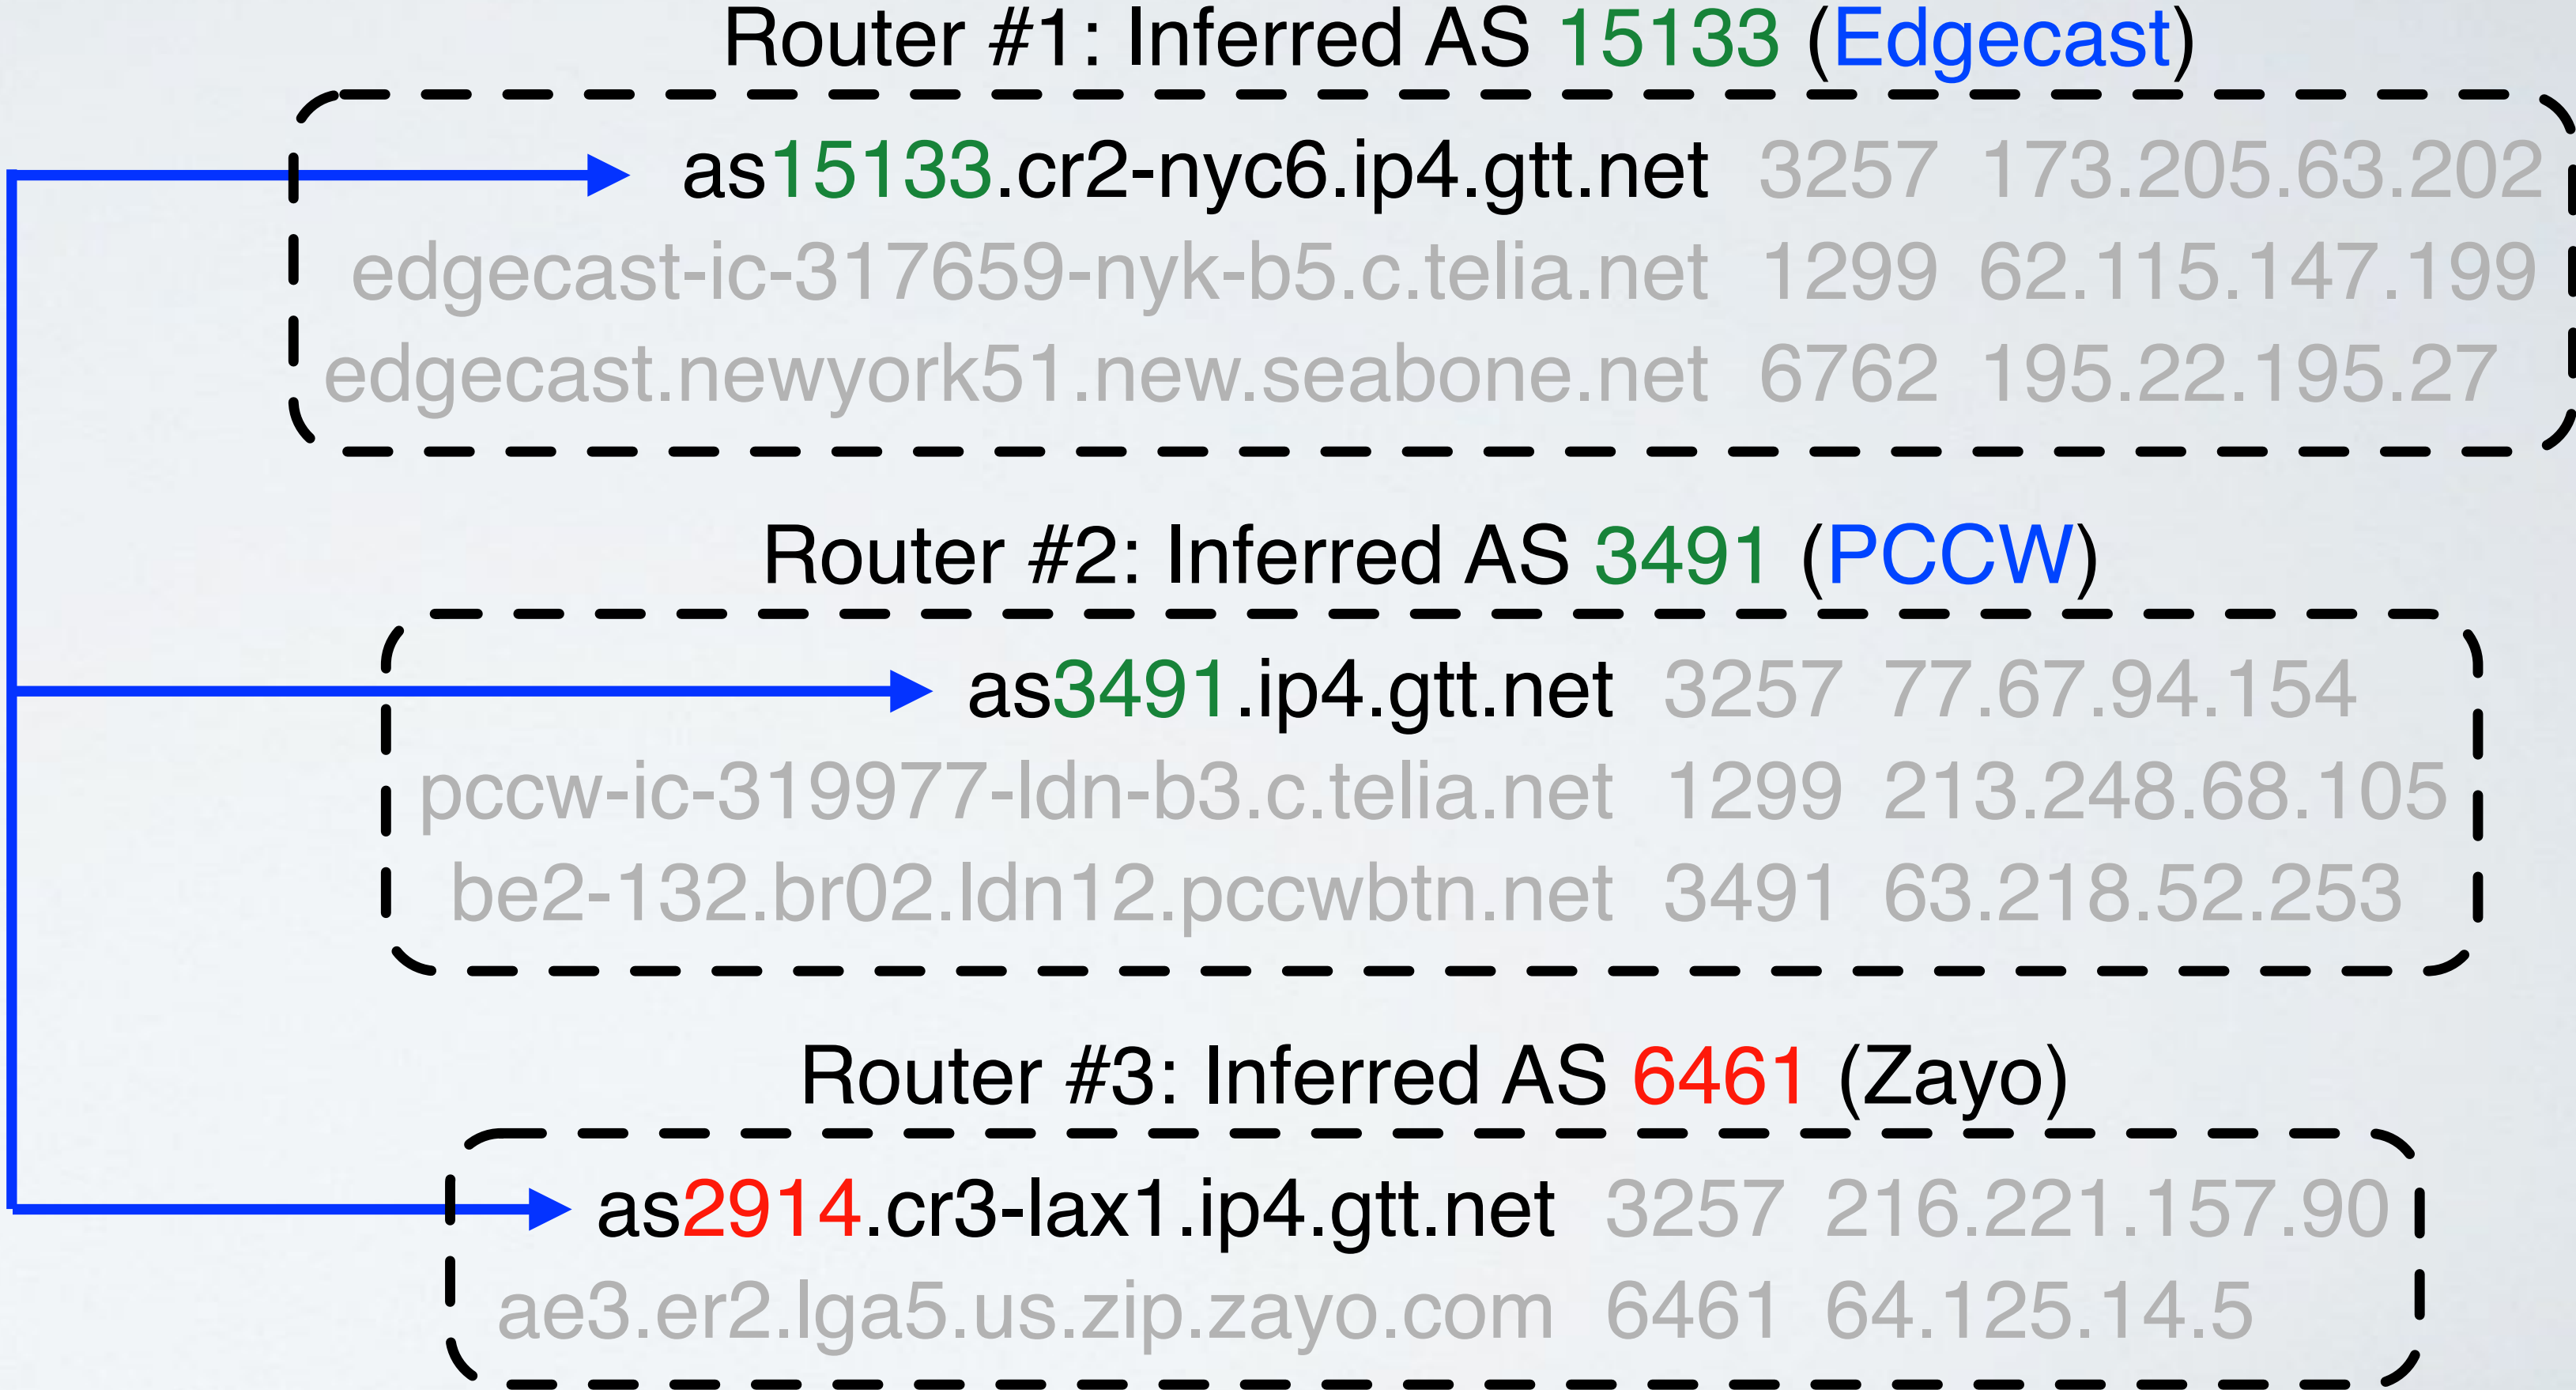 Router #1: Inferred AS 15133 (Edgecast)
as15133.cr2-nyc6.ip4.gtt.net 3257 173.205.63.202
edgecast-ic-317659-nyk-b5.c.telia.net 1299 62.115.147.199
edgecast.newyork51.new.seabone.net 6762 195.22.195.27
Router #2: Inferred AS 3491 (PCCW)
as3491.ip4.gtt.net 3257 77.67.94.154
pccw-ic-319977-ldn-b3.c.telia.net 1299 213.248.68.105
be2-132.br02.ldn12.pccwbtn.net 3491 63.218.52.253
Router #3: Inferred AS 6461 (Zayo)
as2914.cr3-lax1.ip4.gtt.net 3257 216.221.157.90
ae3.er2.lga5.us.zip.zayo.com 6461 64.125.14.5